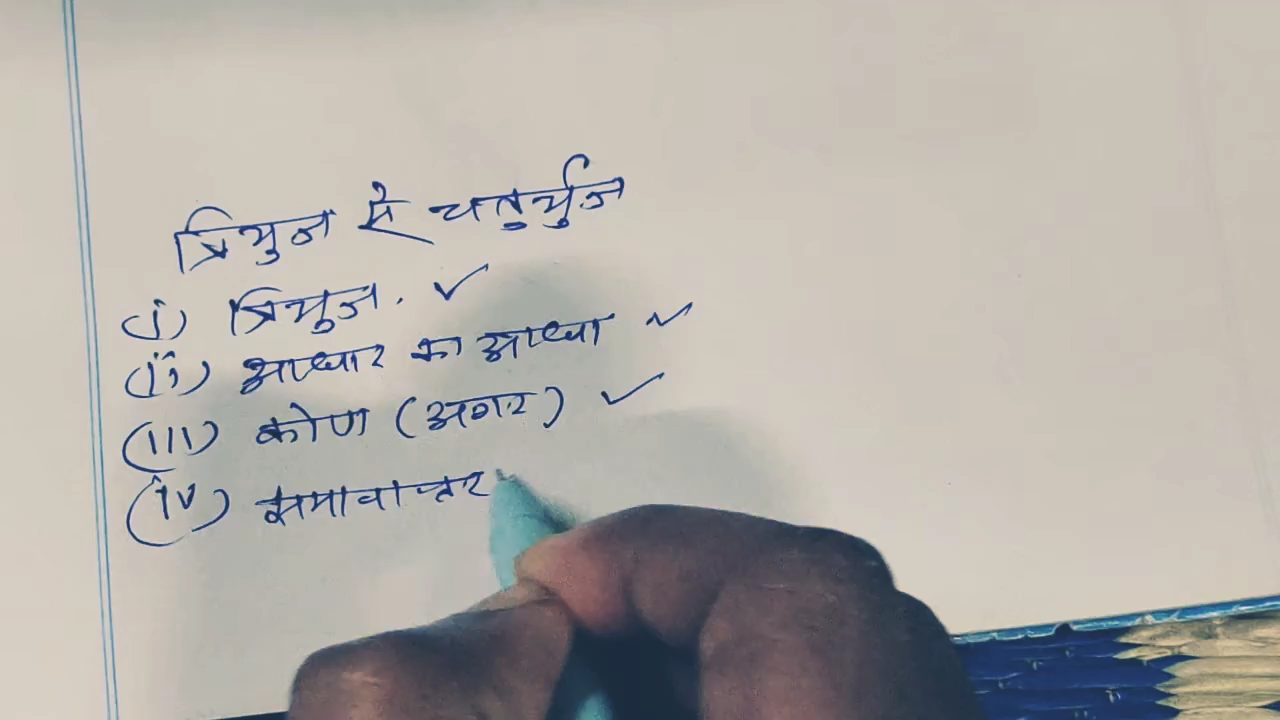 त्रिभुज से चतुर्भुज
(i) त्रिभुज. ✓
(ii) आधार का आधा ✓
(iii) कोण (अगर) ✓
(iv) समावान्तर